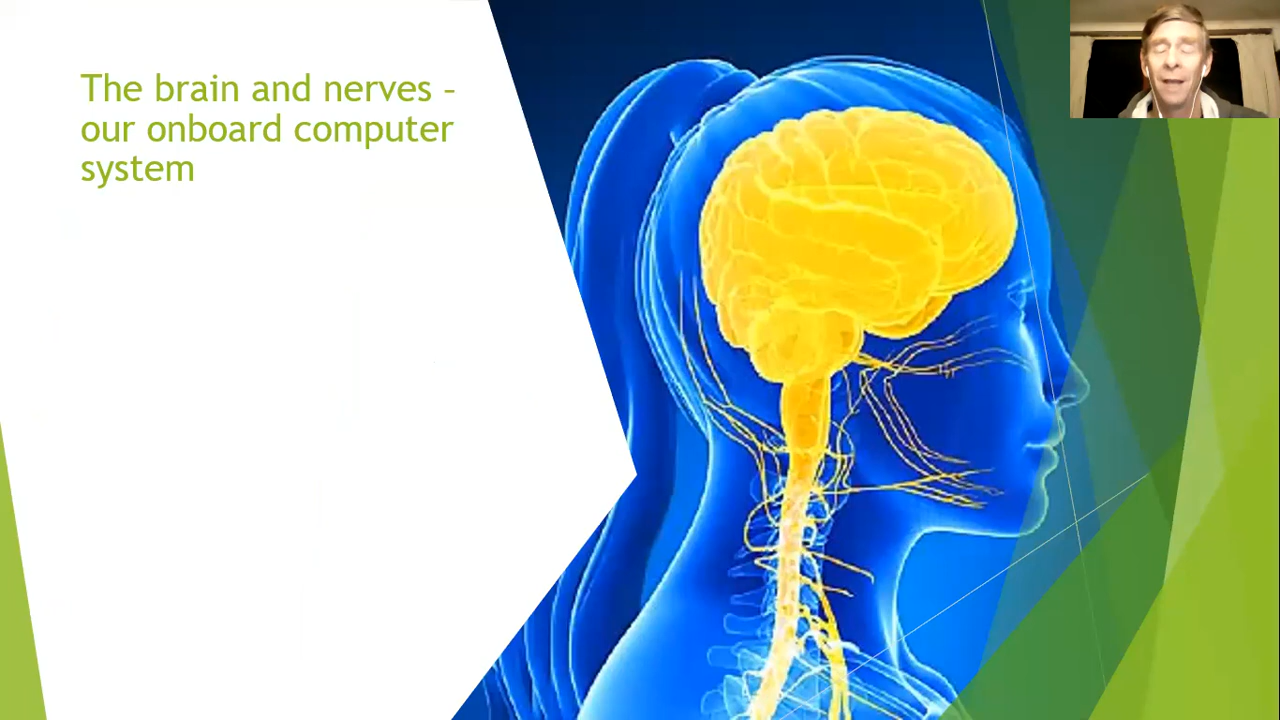 The brain and nerves -
our onboard computer
system